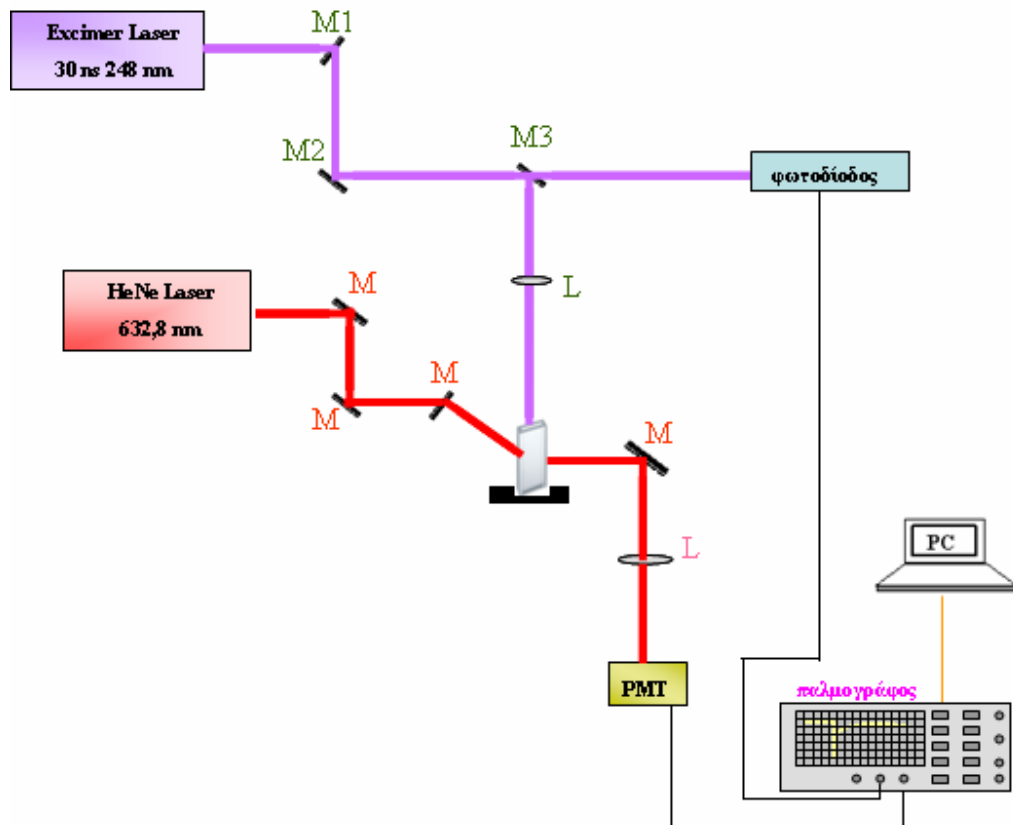 Excimer Laser
30 ns 248 nm
M1
M2
M3
φωτοδίοδος
L
HeNe Laser
632,8 nm
M
M
M
M
L
PC
PMT
παλμογράφος